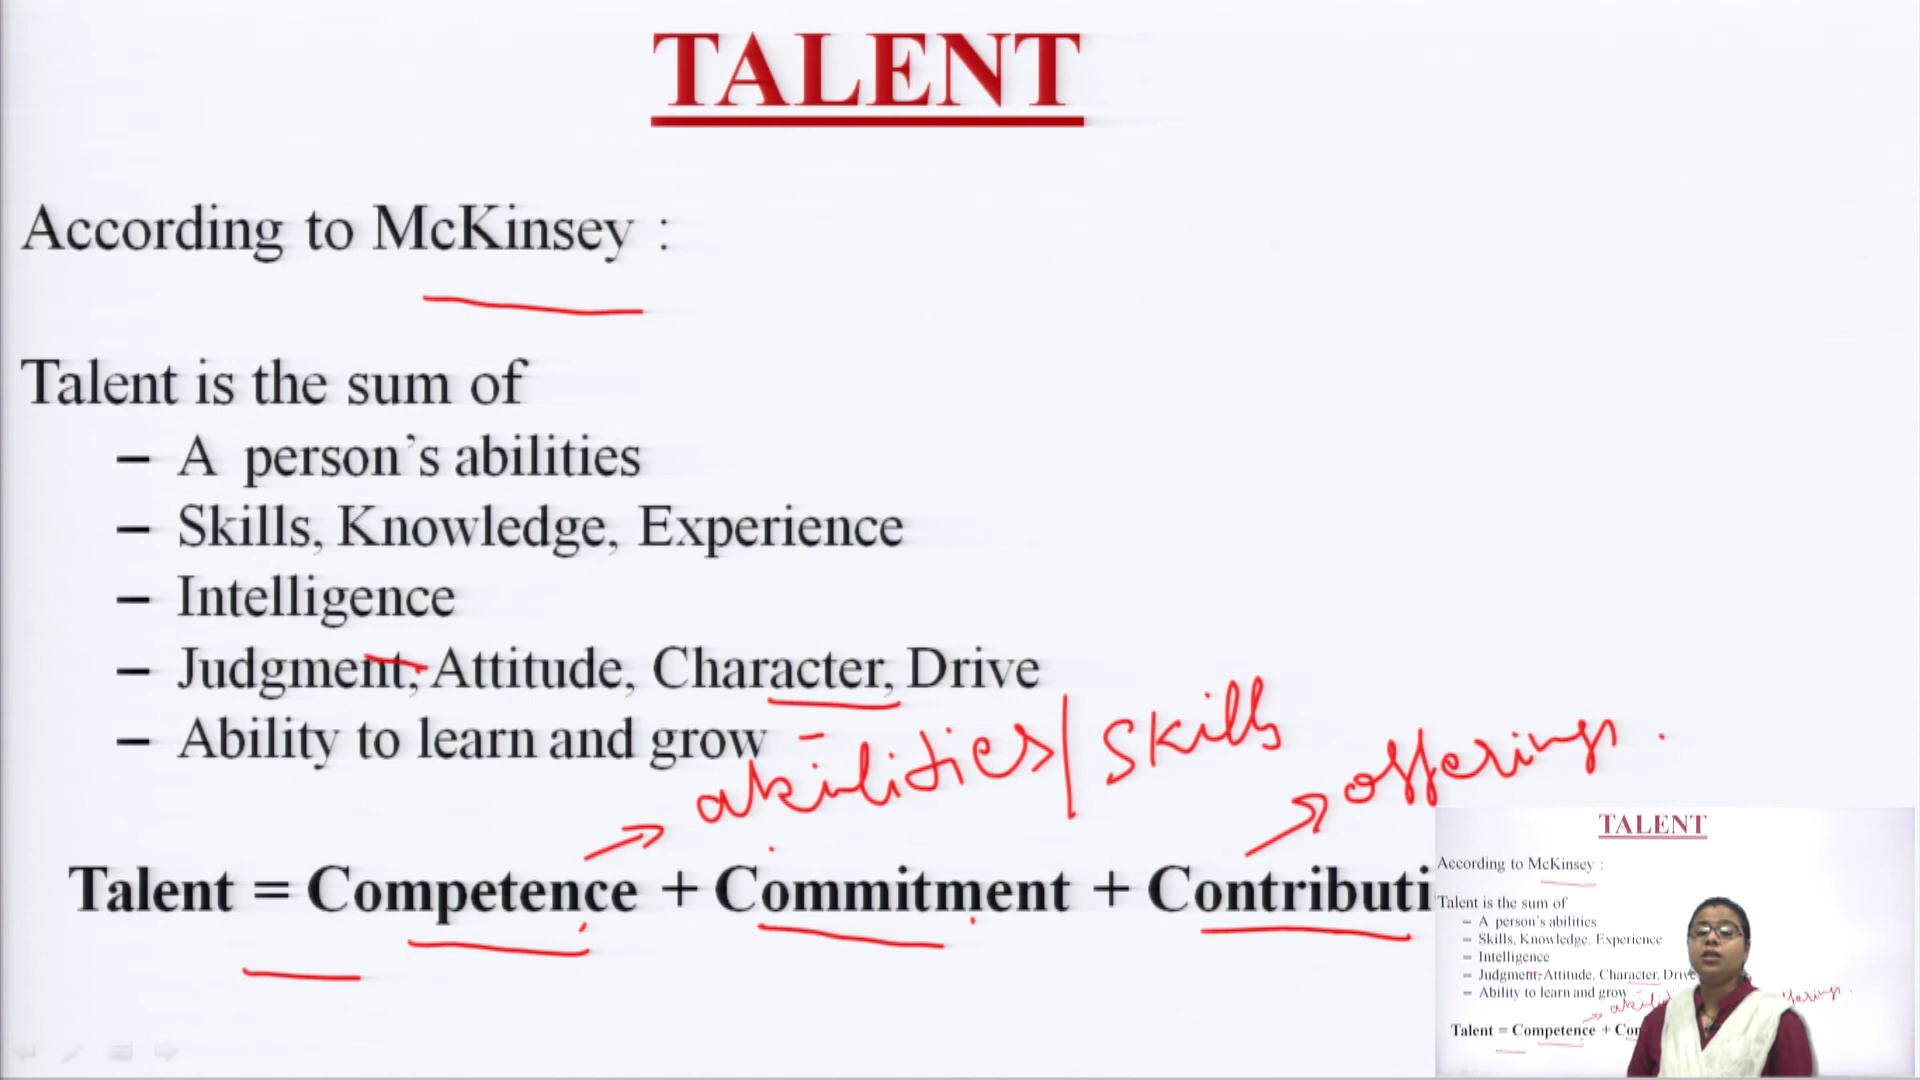 TALENT
According to McKinsey :
Talent is the sum of
– A person’s abilities
– Skills, Knowledge, Experience
– Intelligence
– Judgment, Attitude, Character, Drive
– Ability to learn and grow
abilities/skills
offerings.
Talent = Competence + Commitment + Contributi
TALENT
According to McKinsey :
Talent is the sum of
– A person's abilities
– Skills, Knowledge, Experience
– Intelligence
– Judgment, Attitude, Character, Drive
– Ability to learn and grow
offerings.
Talent = Competence + Con